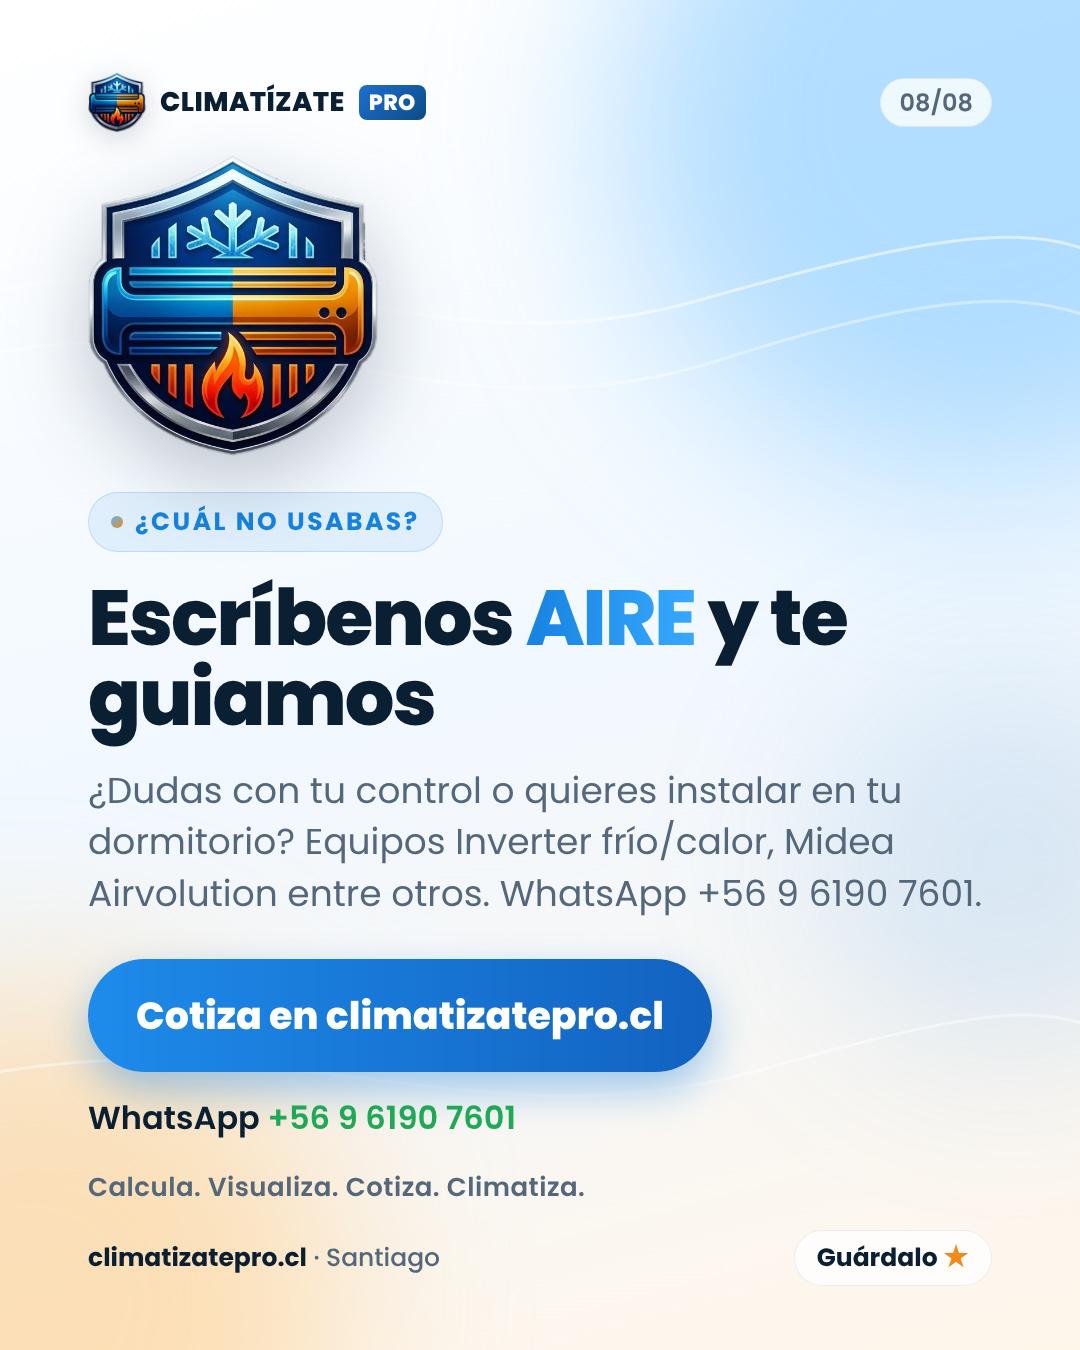 CLIMATÍZATE PRO
08/08
¿CUÁL NO USABAS?
Escríbenos AIRE y te
guiamos
¿Dudas con tu control o quieres instalar en tu
dormitorio? Equipos Inverter frío/calor, Midea
Airvolution entre otros. WhatsApp +56 9 6190 7601.
Cotiza en climatizatepro.cl
WhatsApp +56 9 6190 7601
Calcula. Visualiza. Cotiza. Climatiza.
climatizatepro.cl · Santiago
Guárdalo ★